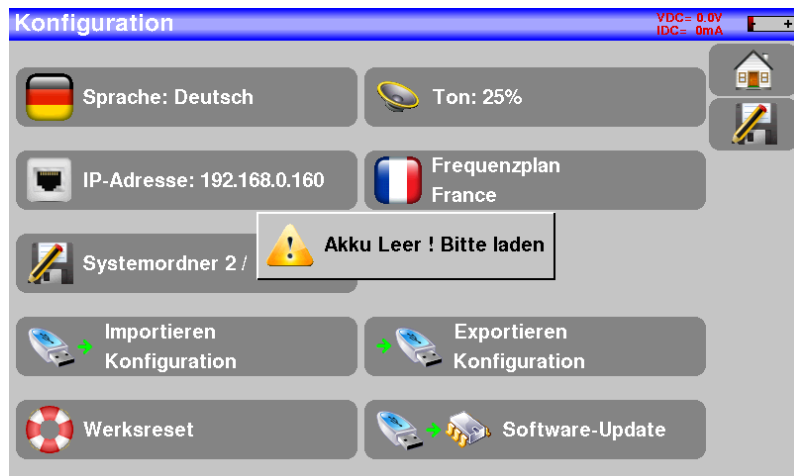 Konfiguration
VDC= 0.0V
IDC= 0mA
Sprache: Deutsch
Ton: 25%
IP-Adresse: 192.168.0.160
Frequenzplan
France
Akku Leer ! Bitte laden
Systemordner 2 /
Importieren
Konfiguration
Exportieren
Konfiguration
Werksreset
Software-Update